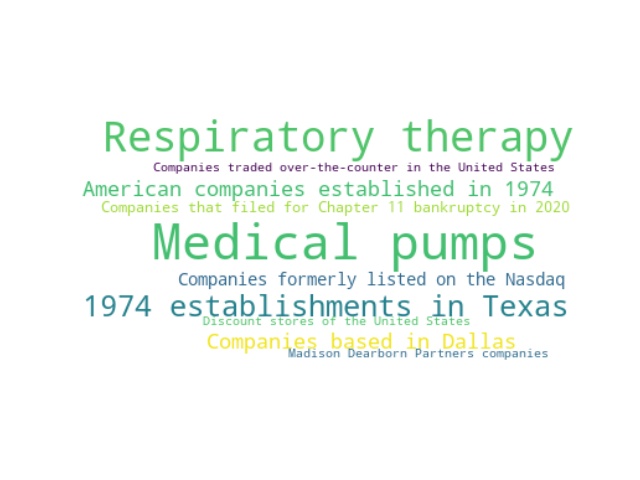 Respiratory therapy
Companies traded over-the-counter in the United States
American companies established in 1974
Companies that filed for Chapter 11 bankruptcy in 2020
Medical pumps
Companies formerly listed on the Nasdaq
1974 establishments in Texas
Discount stores of the United States
Companies based in Dallas
Madison Dearborn Partners companies